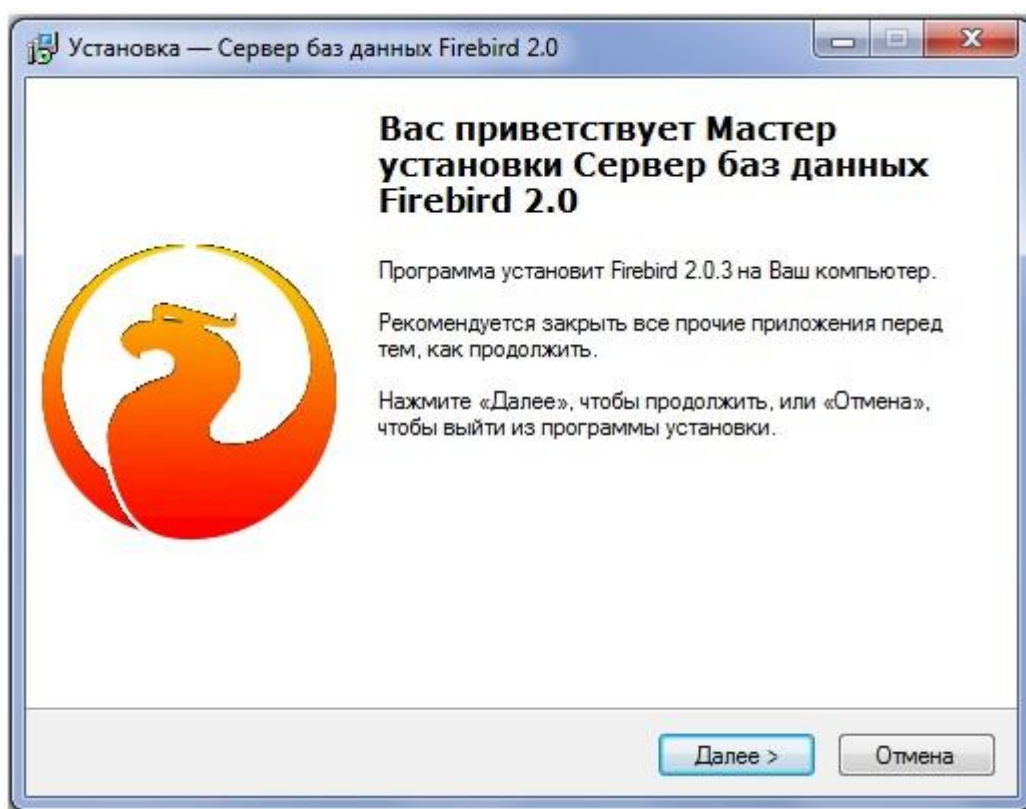 Установка — Сервер баз данных Firebird 2.0
Вас приветствует Мастер
установки Сервер баз данных
Firebird 2.0
Программа установит Firebird 2.0.3 на Ваш компьютер.
Рекомендуется закрыть все прочие приложения перед
тем, как продолжить.
Нажмите «Далее», чтобы продолжить, или «Отмена»,
чтобы выйти из программы установки.
Далее >
Отмена